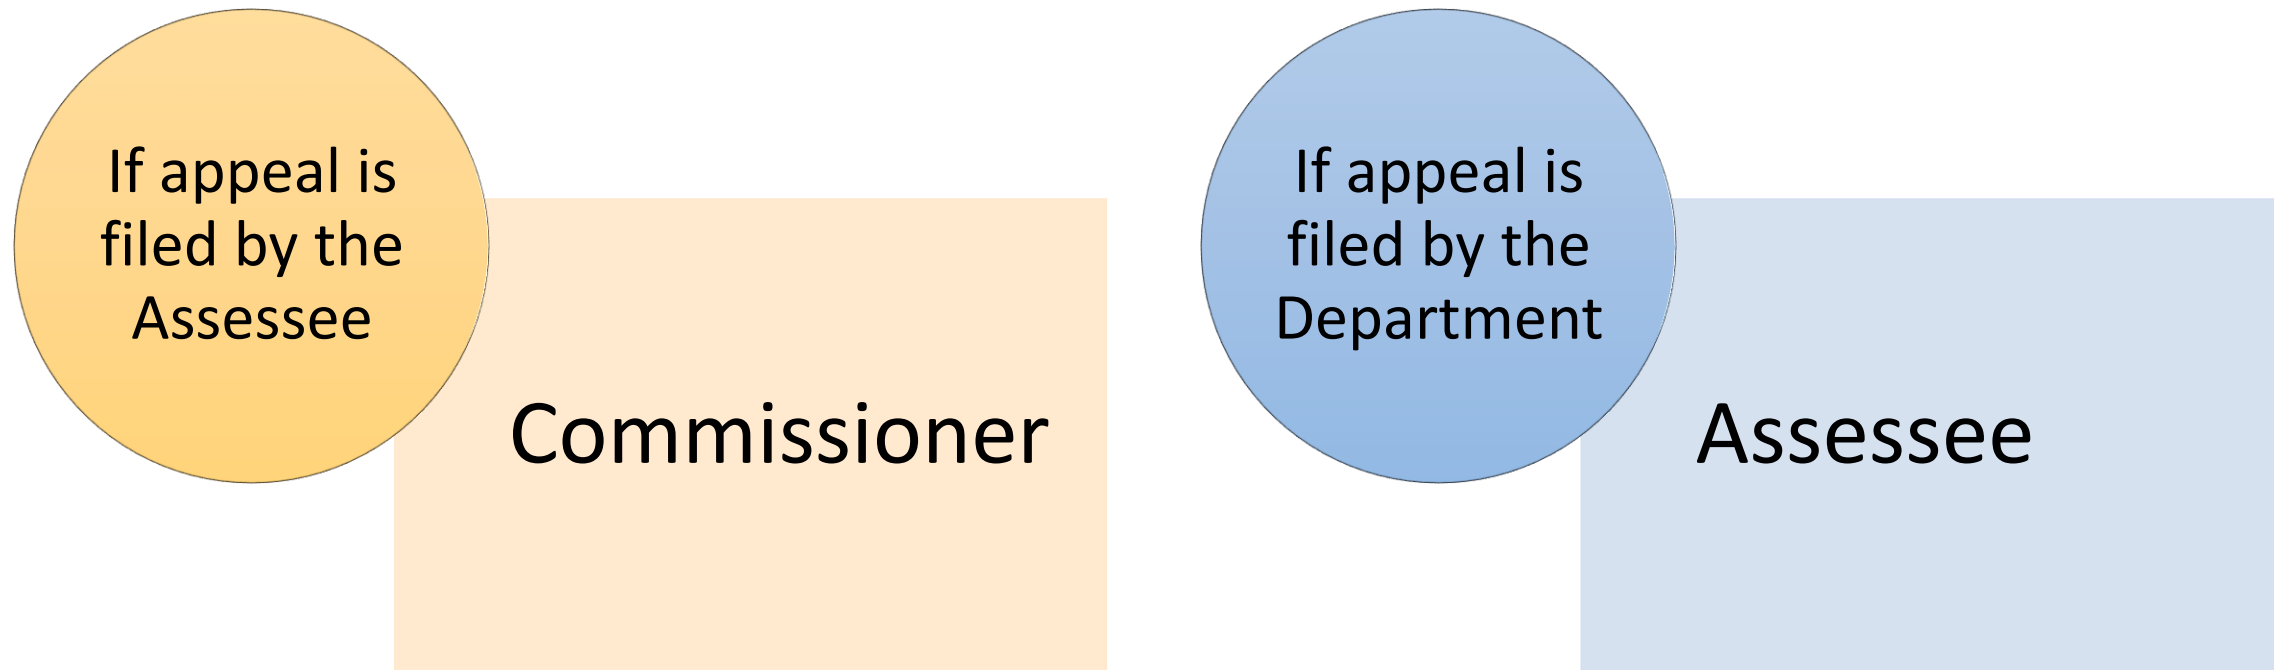 If appeal is
filed by the
Assessee
Commissioner
If appeal is
filed by the
Department
Assessee